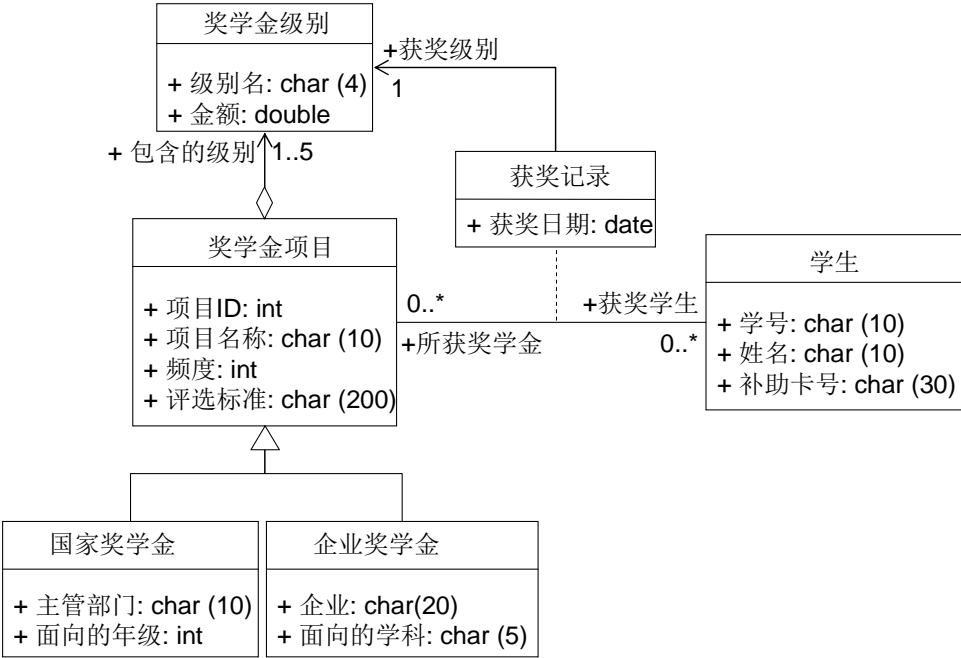 奖学金级别
+ 级别名: char (4)
+ 金额: double
+获奖级别
1
+ 包含的级别
1..5
获奖记录
+ 获奖日期: date
奖学金项目
+ 项目ID: int
+ 项目名称: char (10)
+ 频度: int
+ 评选标准: char (200)
0..*
+所获奖学金
+获奖学生
0..*
学生
+ 学号: char (10)
+ 姓名: char (10)
+ 补助卡号: char (30)
国家奖学金
+ 主管部门: char (10)
+ 面向的年级: int
企业奖学金
+ 企业: char(20)
+ 面向的学科: char (5)